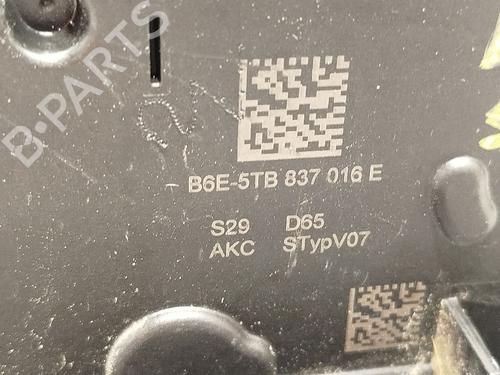 B-PARTS
B6E-5TB 837 016 E
S29 D65
AKC STypV07